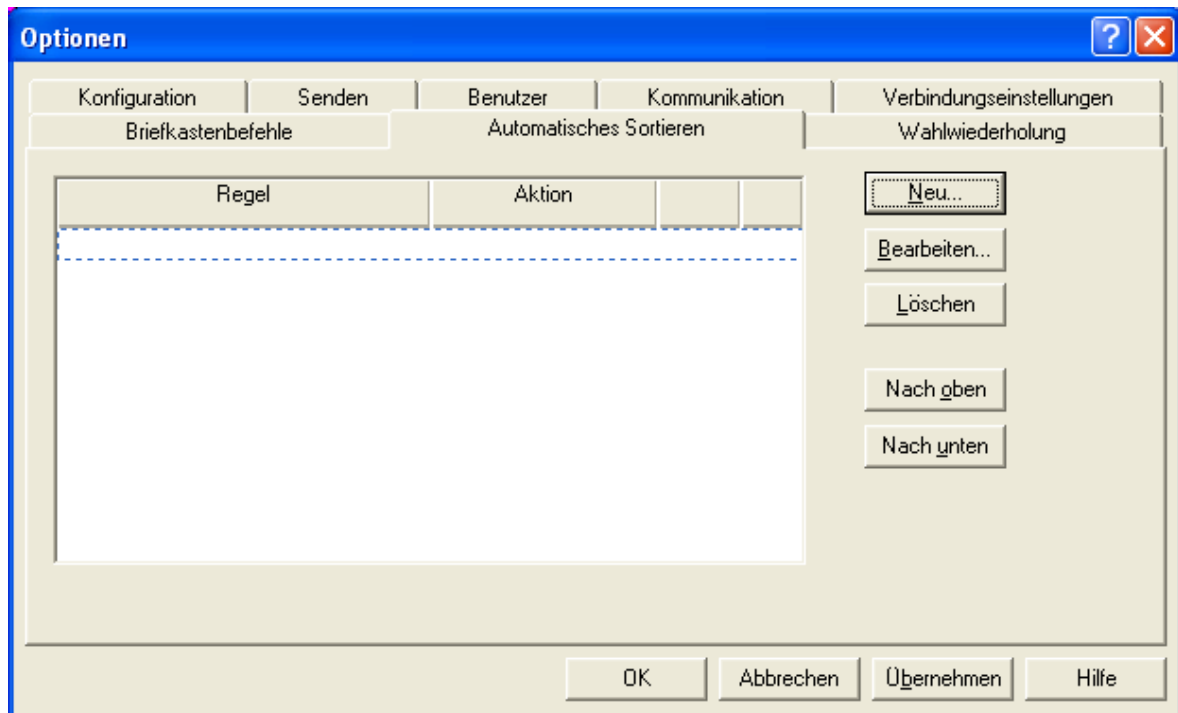 Optionen
Konfiguration
Senden
Benutzer
Kommunikation
Verbindungseinstellungen
Briefkastenbefehle
Automatisches Sortieren
Wahlwiederholung
Regel
Aktion
Neu...
Bearbeiten...
Löschen
Nach oben
Nach unten
OK
Abbrechen
Übernehmen
Hilfe